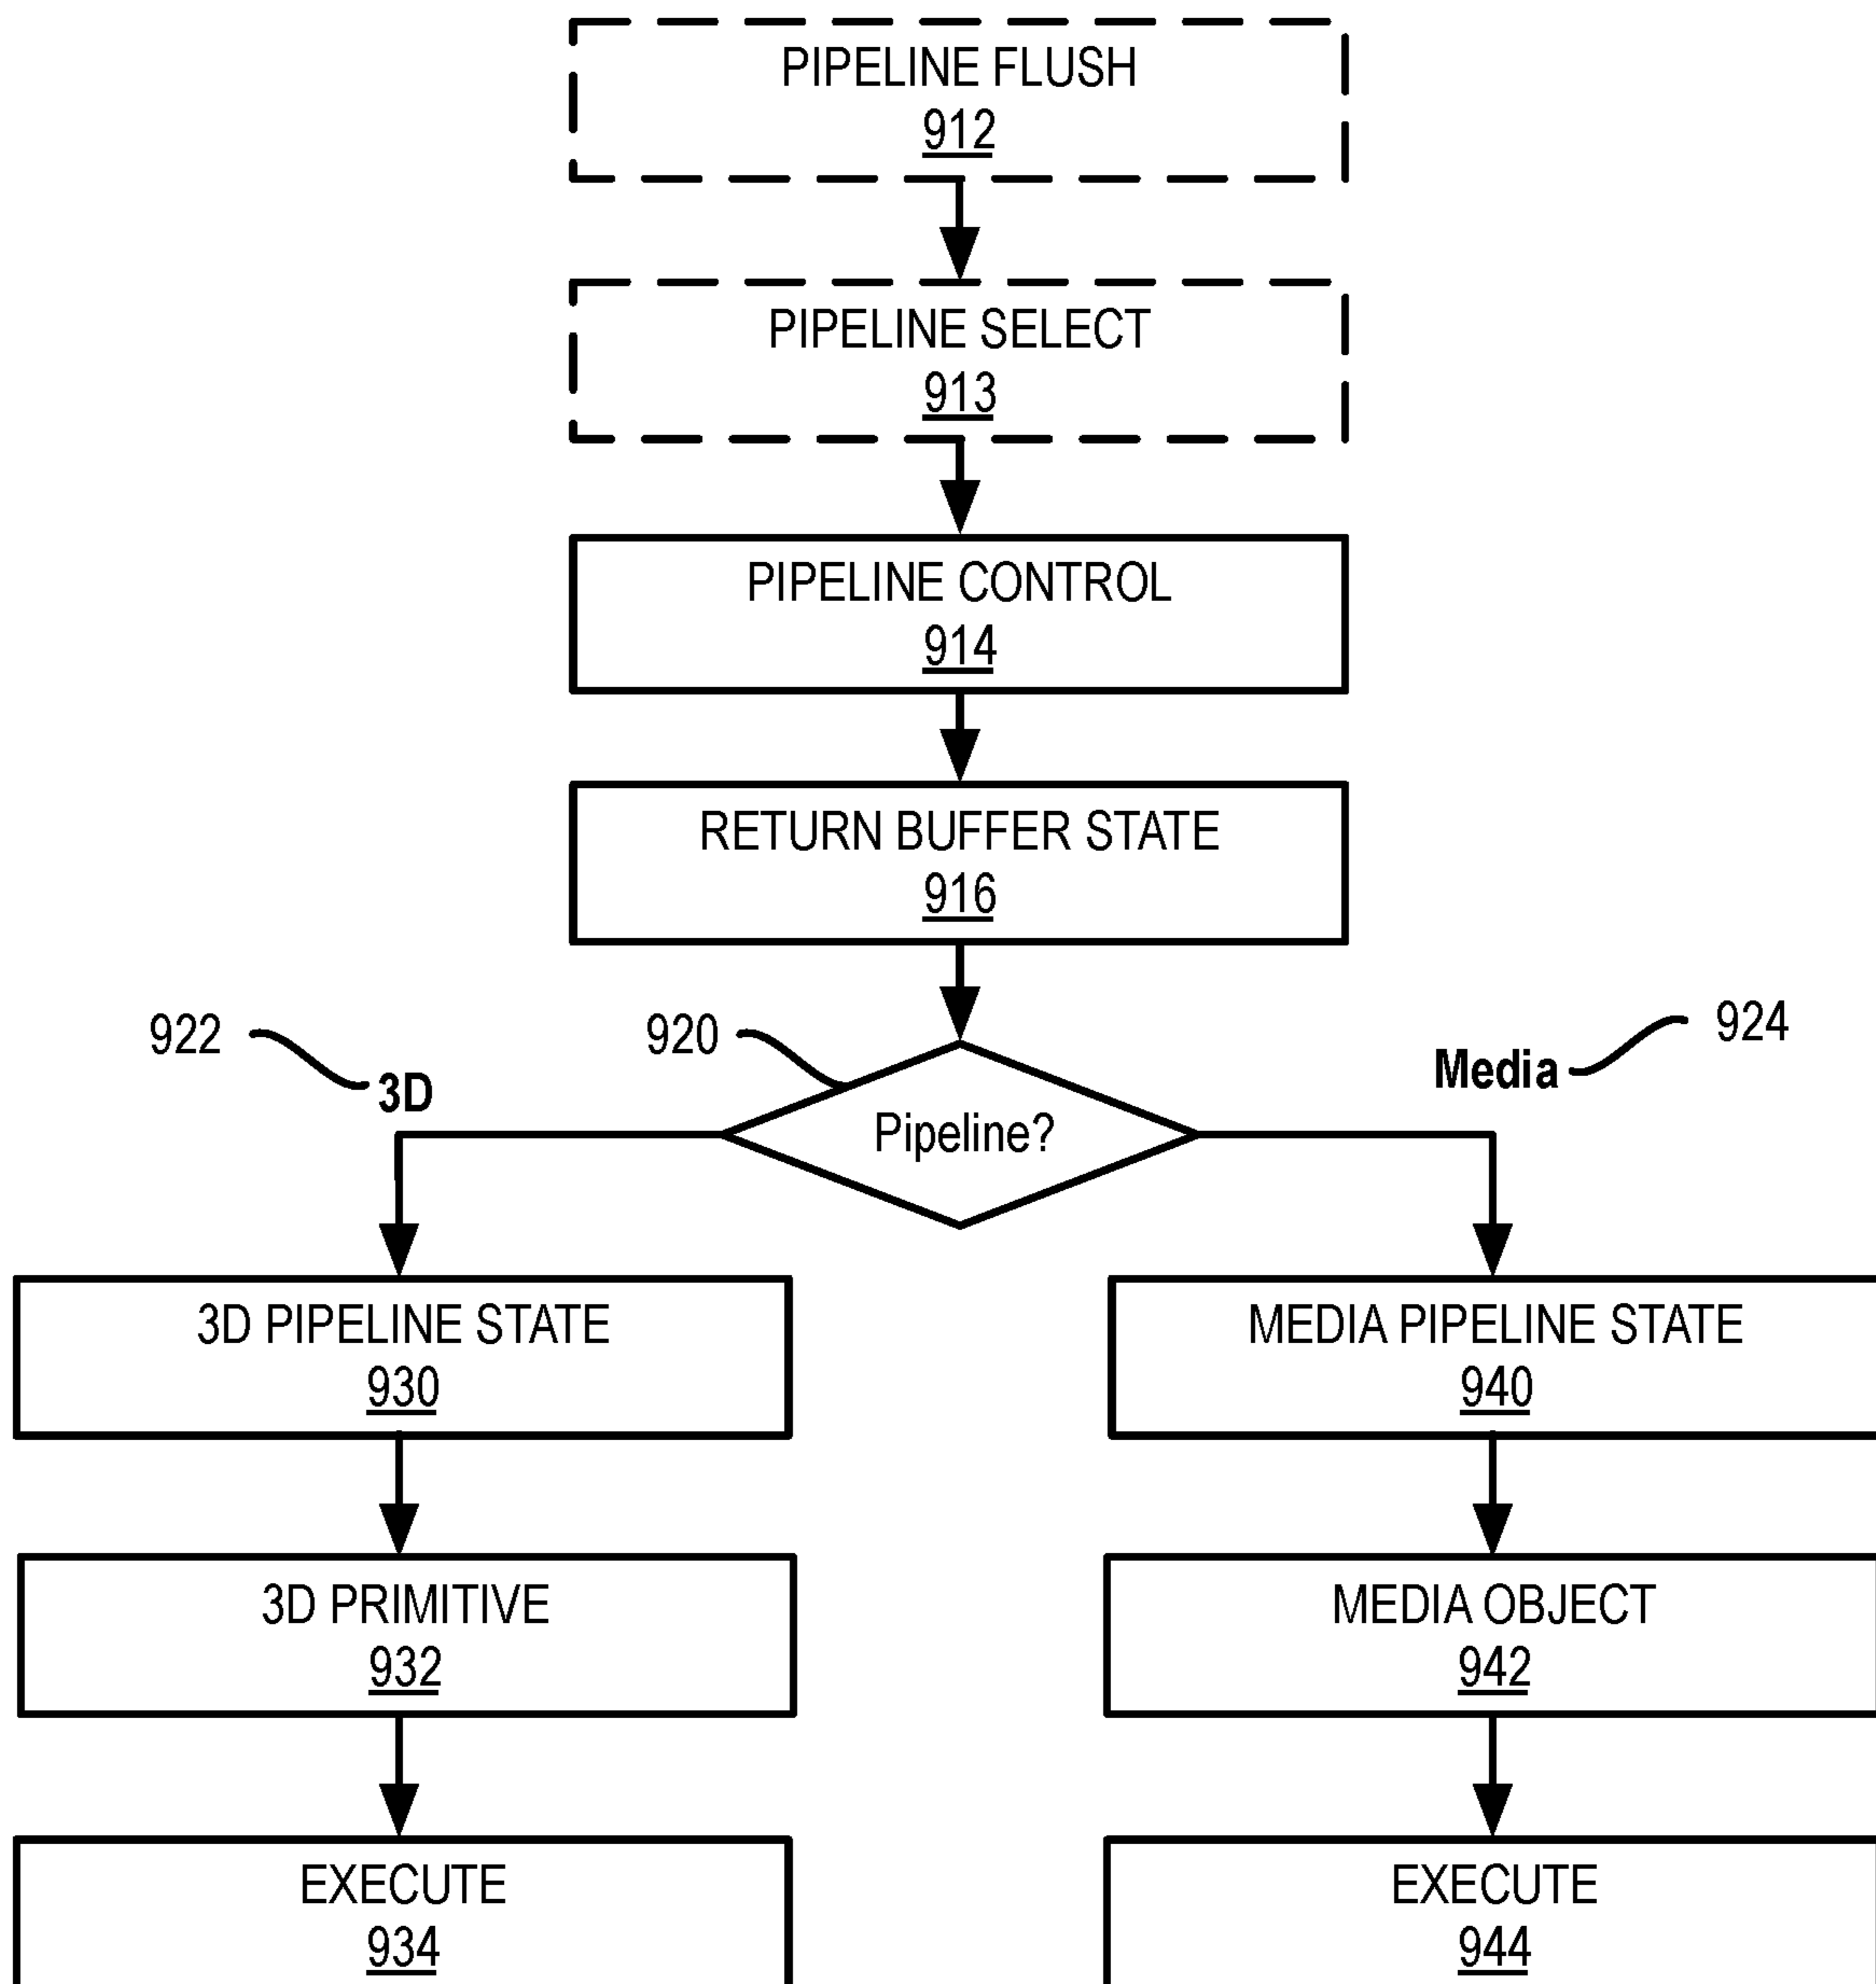 PIPELINE FLUSH
912
PIPELINE SELECT
913
PIPELINE CONTROL
914
RETURN BUFFER STATE
916
922
920
924
3D
Media
Pipeline?
3D PIPELINE STATE
930
MEDIA PIPELINE STATE
940
3D PRIMITIVE
932
MEDIA OBJECT
942
EXECUTE
934
EXECUTE
944